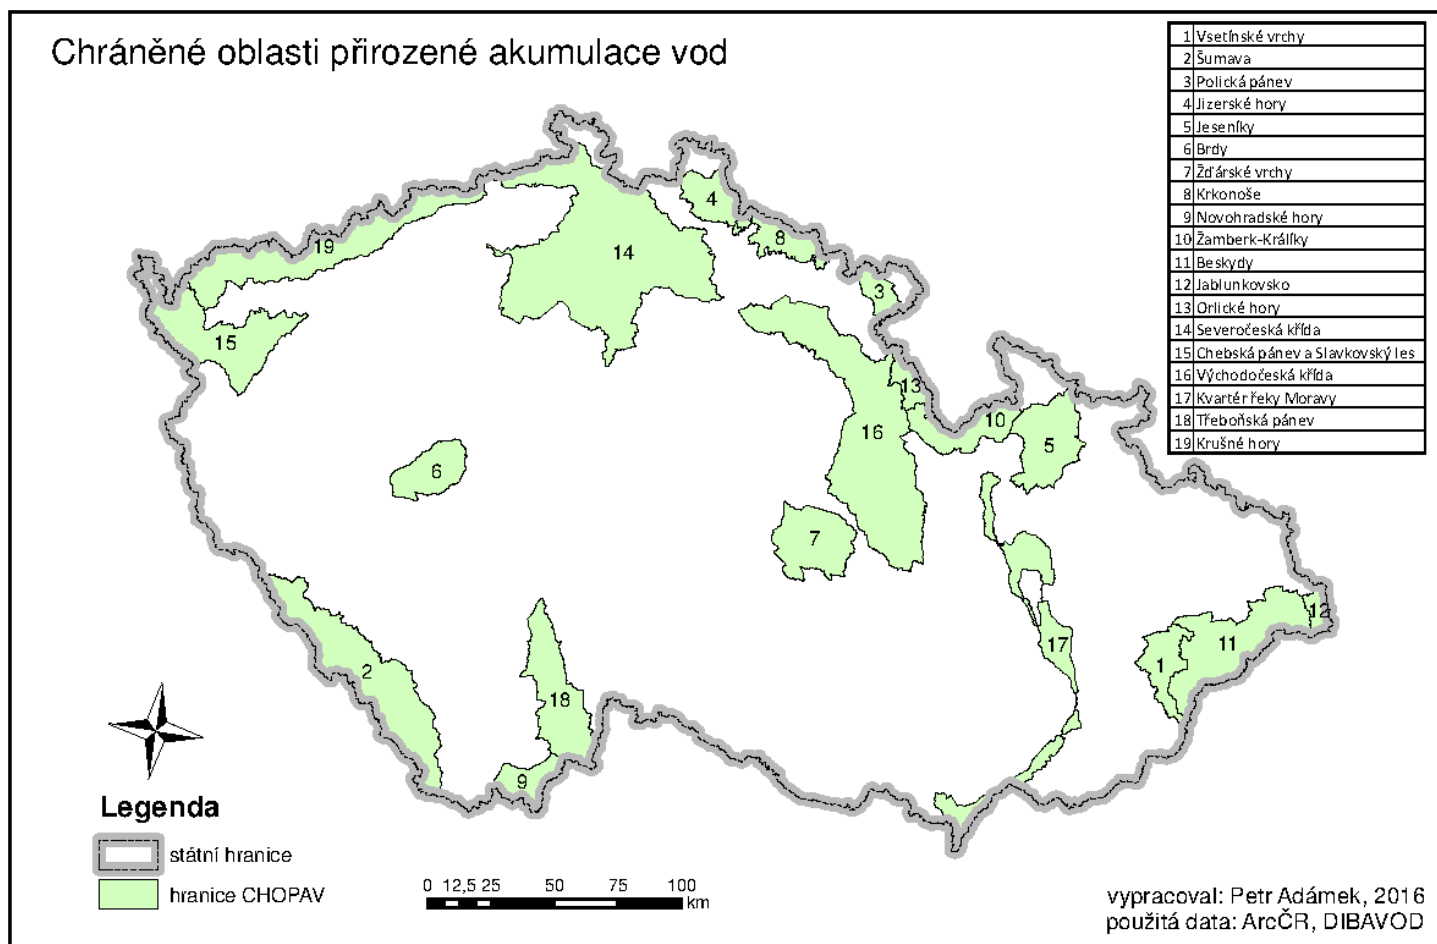 Chráněné oblasti přirozené akumulace vod
1 Vsetínské vrchy
2 Šumava
3 Polická pánev
4 Jizerské hory
5 Jeseníky
6 Brdy
7 Žďárské vrchy
8 Krkonoše
9 Novohradské hory
10 Žamberk-Králíky
11 Beskydy
12 Jablunkovsko
13 Orlické hory
14 Severočeská křída
15 Chebská pánev a Slavkovský les
16 Východočeská křída
17 Kvartér řeky Moravy
18 Třeboňská pánev
19 Krušné hory
4
8
19
14
3
15
13
16
10
5
6
7
12
17
1
11
2
18
9
Legenda
státní hranice
hranice CHOPAV
0 12,5 25 50 75 100
km
vypracoval: Petr Adámek, 2016
použitá data: ArcČR, DIBAVOD